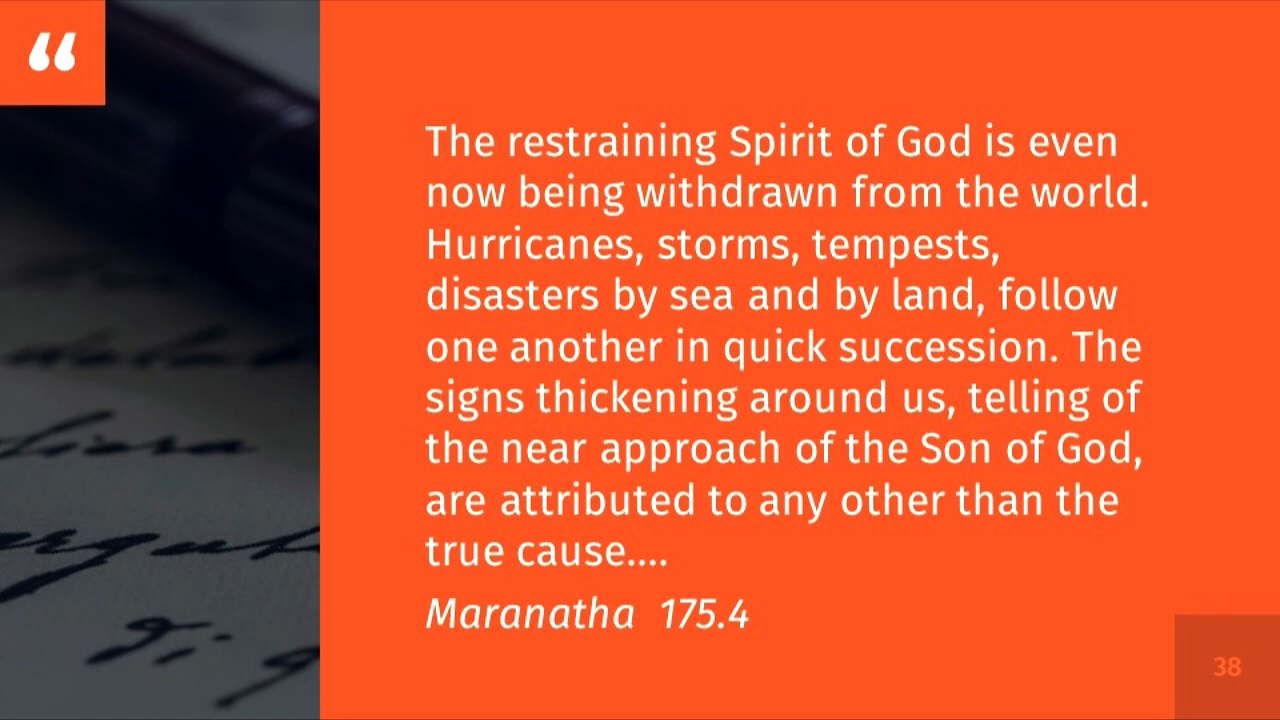 “
The restraining Spirit of God is even
now being withdrawn from the world.
Hurricanes, storms, tempests,
disasters by sea and by land, follow
one another in quick succession. The
signs thickening around us, telling of
the near approach of the Son of God,
are attributed to any other than the
true cause....
Maranatha 175.4
38